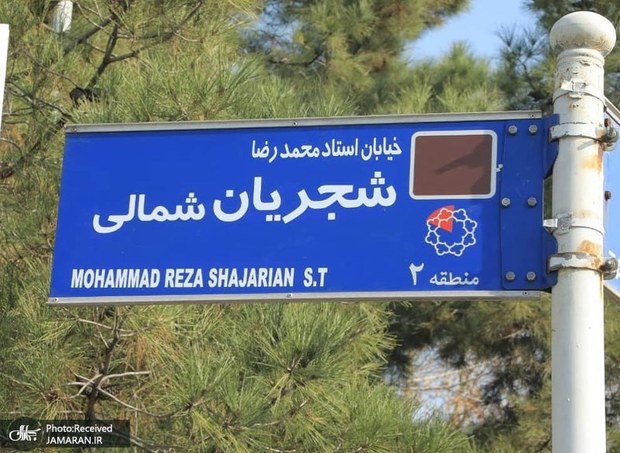 خیابان استاد محمد رضا
شجریان شمالی
MOHAMMAD REZA SHAJARIAN S.T
منطقه ۲
Photo:Received
JAMARAN.IR